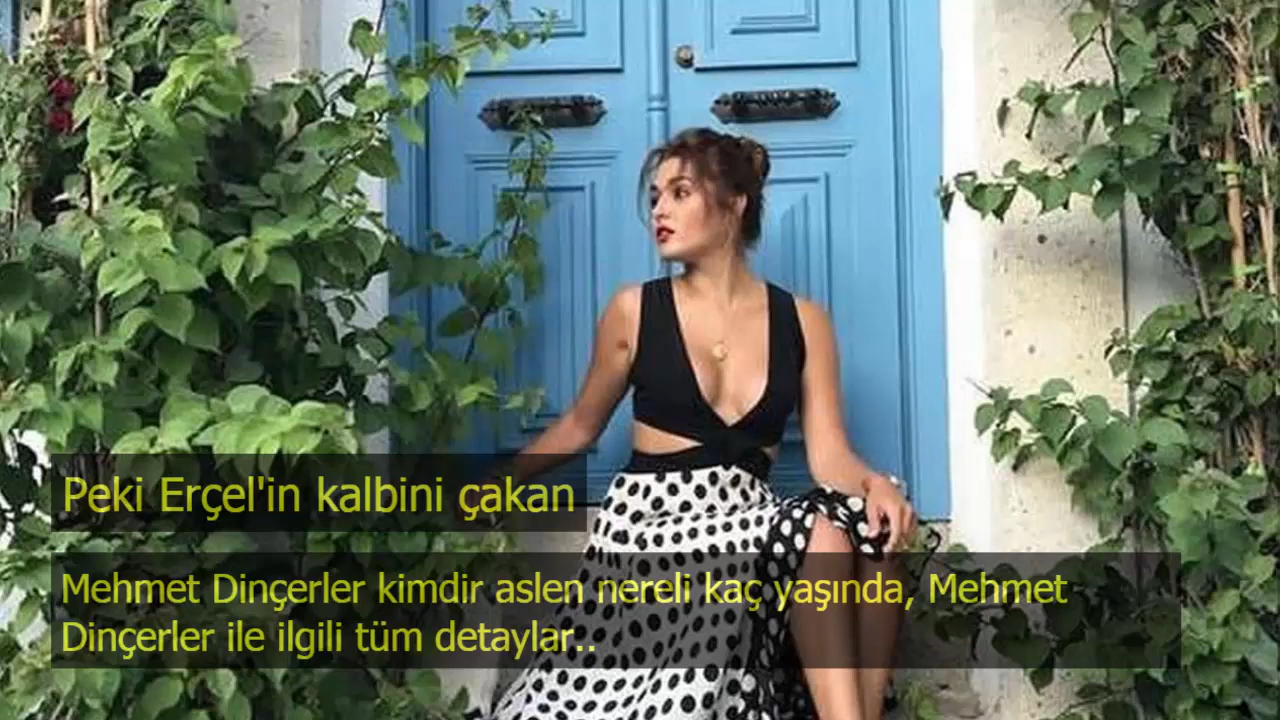 Peki Erçel'in kalbini çakan
Mehmet Dinçerler kimdir aslen nereli kaç yaşında, Mehmet
Dinçerler ile ilgili tüm detaylar..